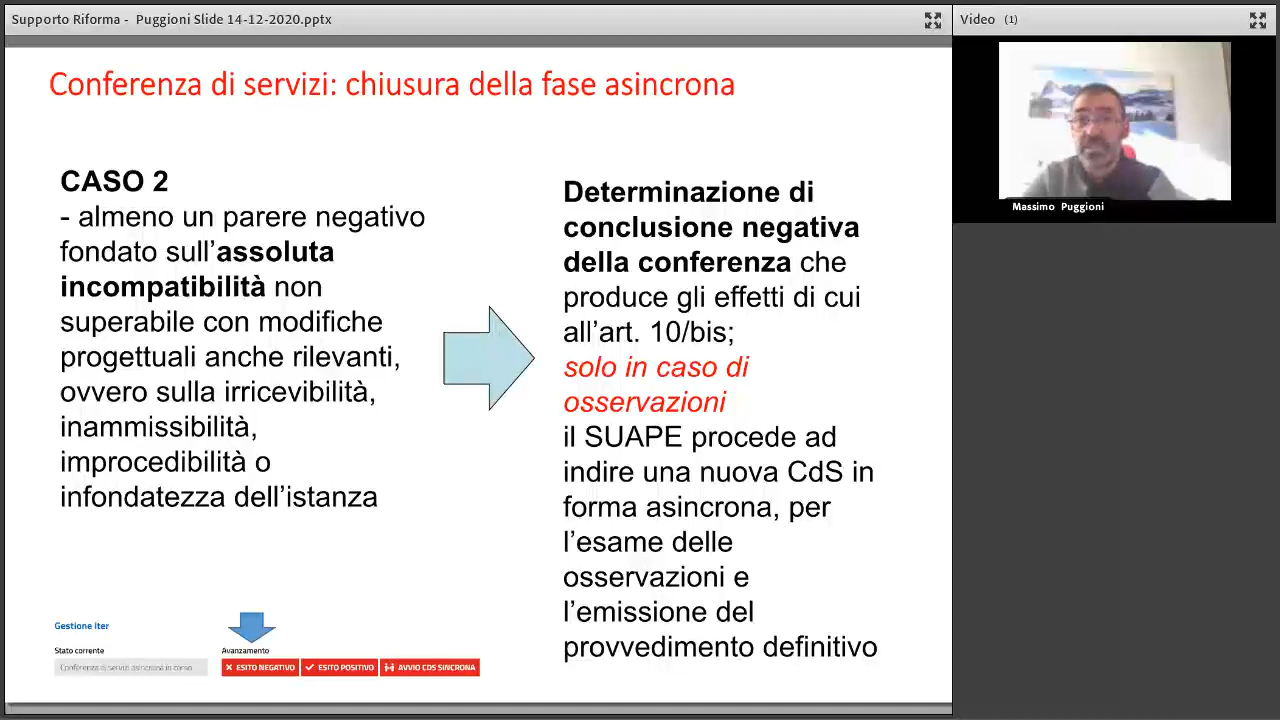 Supporto Riforma - Puggioni Slide 14-12-2020.pptx
Video (1)
Conferenza di servizi: chiusura della fase asincrona
CASO 2
- almeno un parere negativo
fondato sull’assoluta
incompatibilità non
superabile con modifiche
progettuali anche rilevanti,
ovvero sulla irricevibilità,
inammissibilità,
improcedibilità o
infondatezza dell’istanza
Determinazione di
conclusione negativa
della conferenza che
produce gli effetti di cui
all’art. 10/bis;
solo in caso di
osservazioni
il SUAPE procede ad
indire una nuova CdS in
forma asincrona, per
l’esame delle
osservazioni e
l’emissione del
provvedimento definitivo
Gestione iter
Stato corrente
Conferenza di servizi asincrona in corso
Avanzamento
ESITO NEGATIVO
ESITO POSITIVO
AVVIO CDS SINCRONA
Massimo Puggioni